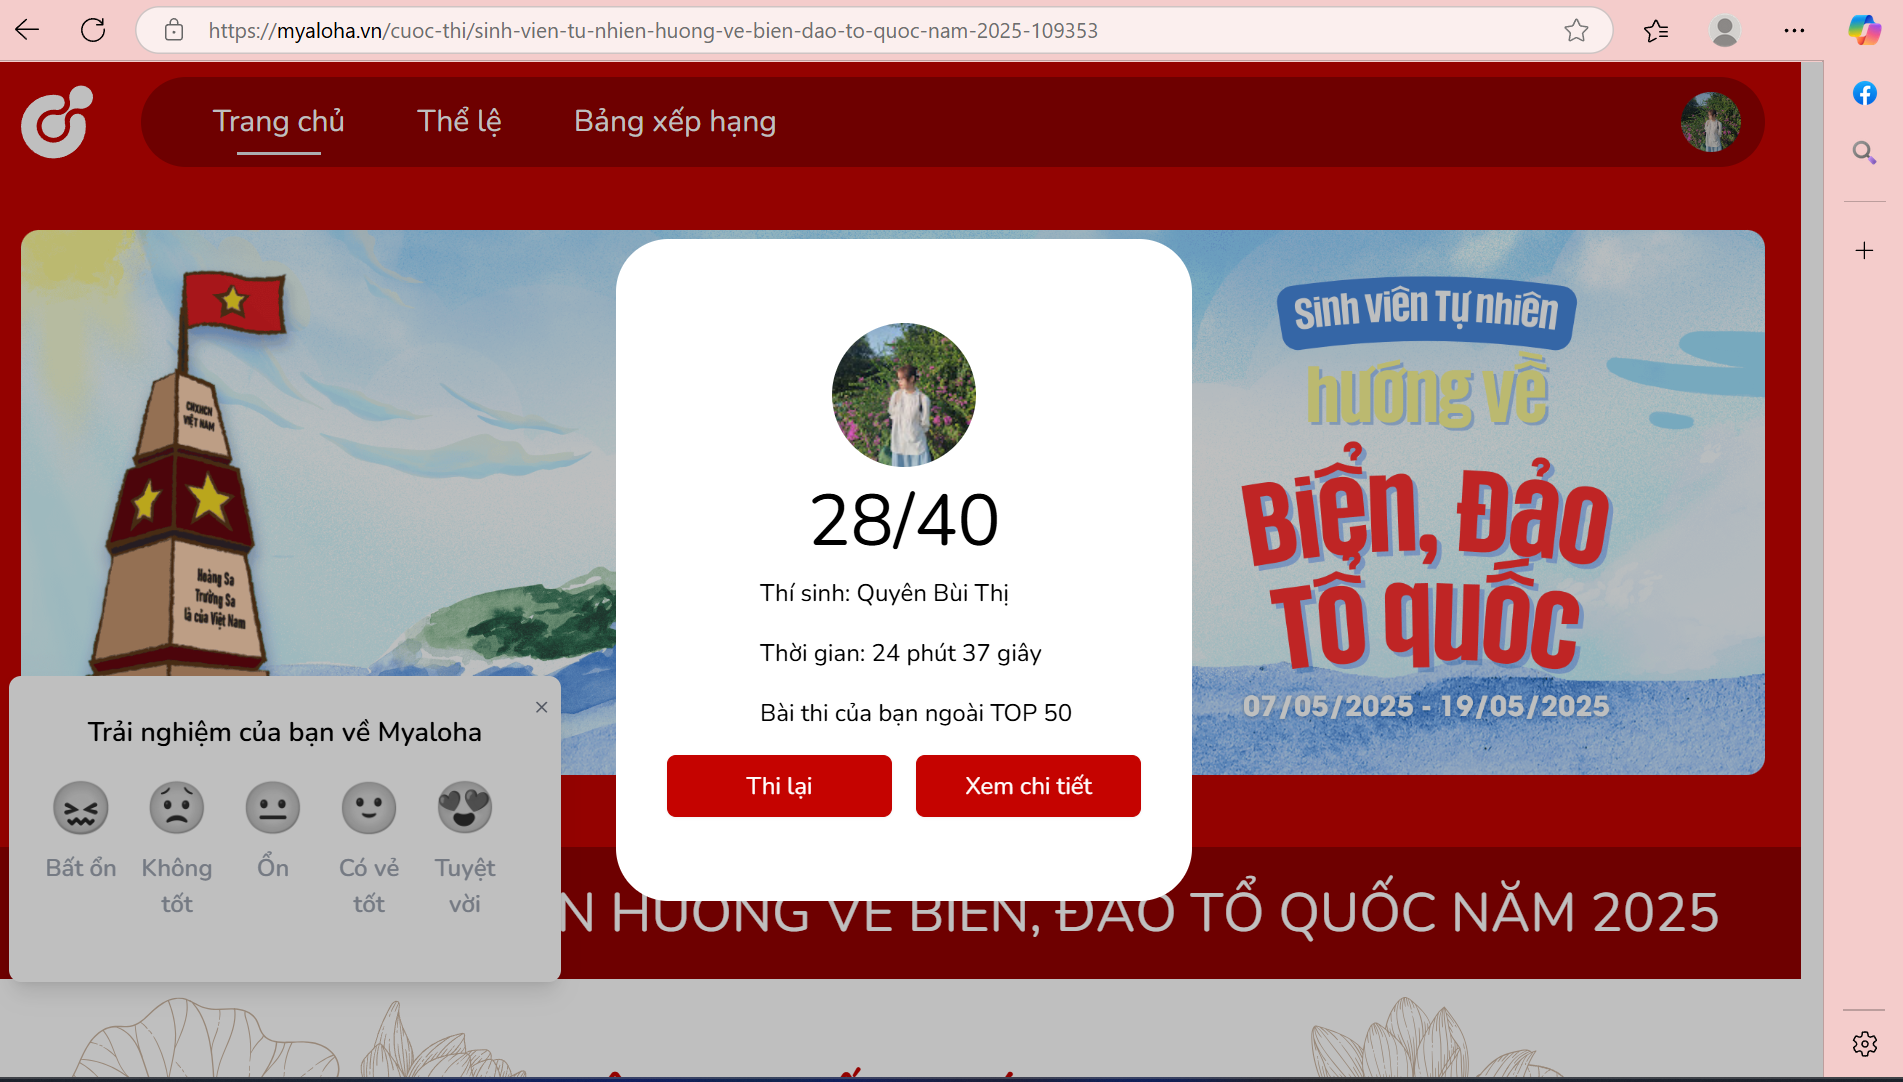 https://myaloha.vn/cuoc-thi/sinh-vien-tu-nhien-huong-ve-bien-dao-to-quoc-nam-2025-109353
Trang chủ
Thể lệ
Bảng xếp hạng
CHXHCN
VIỆT NAM
Hoàng Sa
Trường Sa
là của Việt Nam
Sinh viên Tự nhiên
hướng về
Biển, Đảo
Tổ quốc
07/05/2025 - 19/05/2025
28/40
Thí sinh: Quyên Bùi Thị
Thời gian: 24 phút 37 giây
Bài thi của bạn ngoài TOP 50
Thi lại
Xem chi tiết
Trải nghiệm của bạn về Myaloha
Bất ổn
Không tốt
Ổn
Có vẻ tốt
Tuyệt vời
N HƯỚNG VỀ BIỂN, ĐẢO TỔ QUỐC NĂM 2025